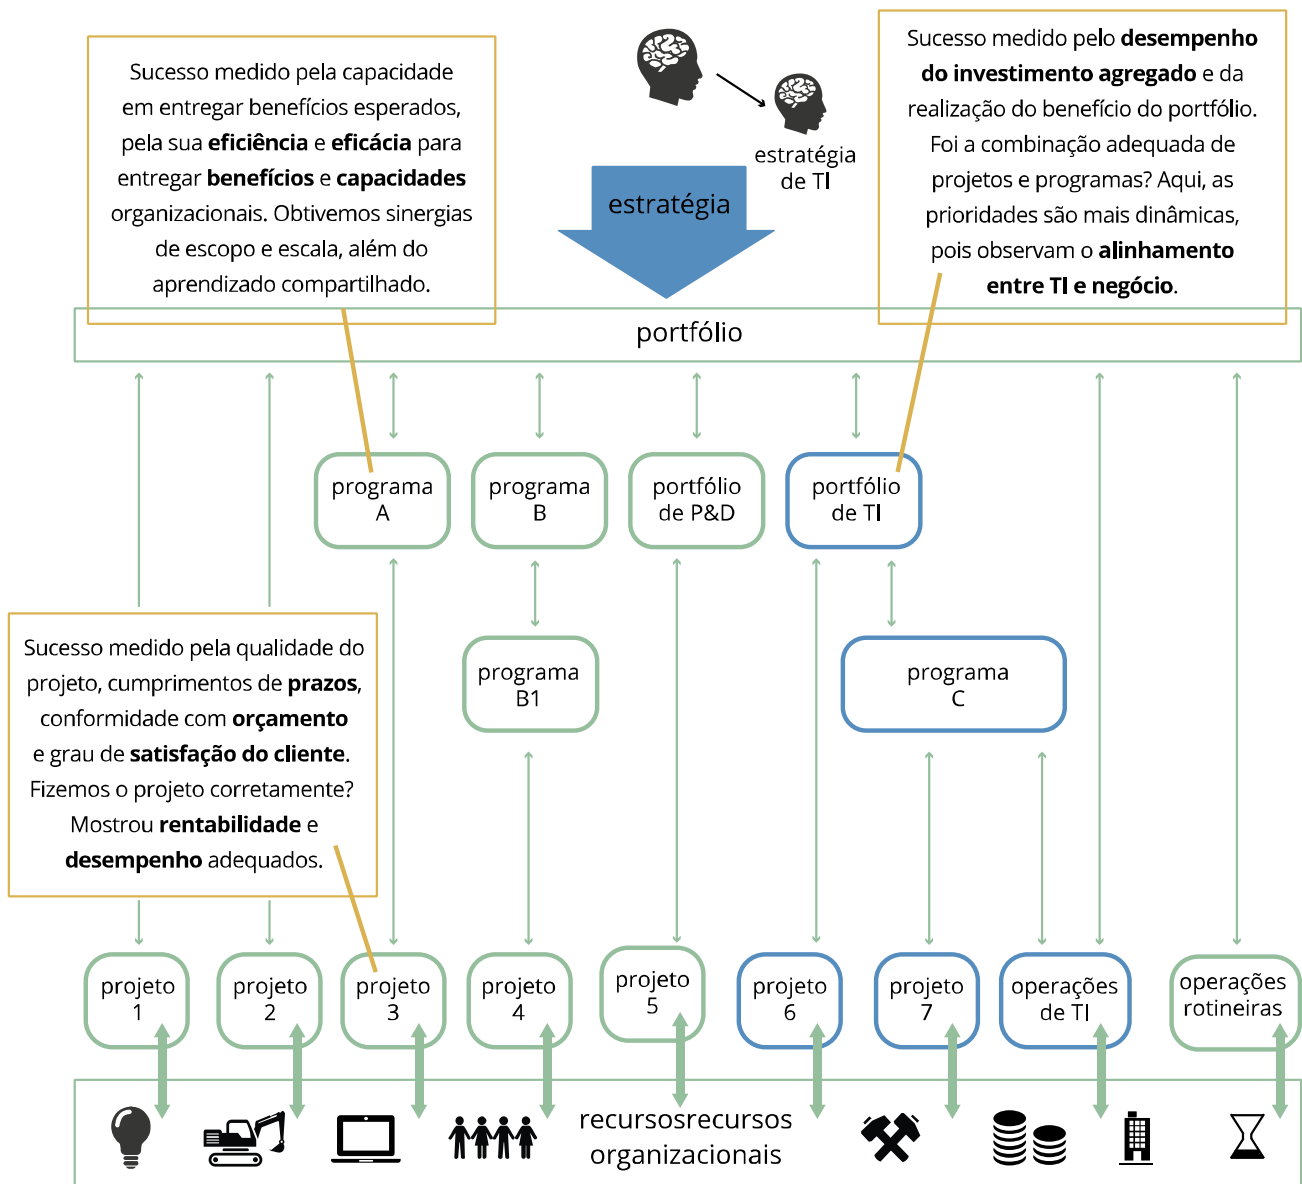 Sucesso medido pela capacidade
em entregar benefícios esperados,
pela sua eficiência e eficácia para
entregar benefícios e capacidades
organizacionais. Obtivemos sinergias
de escopo e escala, além do
aprendizado compartilhado.
estratégia
de TI
estratégia
Sucesso medido pelo desempenho
do investimento agregado e da
realização do benefício do portfólio.
Foi a combinação adequada de
projetos e programas? Aqui, as
prioridades são mais dinâmicas,
pois observam o alinhamento
entre TI e negócio.
portfólio
programa
A
programa
B
portfólio
de P&D
portfólio
de TI
Sucesso medido pela qualidade do
projeto, cumprimentos de prazos,
conformidade com orçamento
e grau de satisfação do cliente.
Fizemos o projeto corretamente?
Mostrou rentabilidade e
desempenho adequados.
programa
B1
programa
C
projeto
1
projeto
2
projeto
3
projeto
4
projeto
5
projeto
6
projeto
7
operações
de TI
operações
rotineiras
recursosrecursos
organizacionais